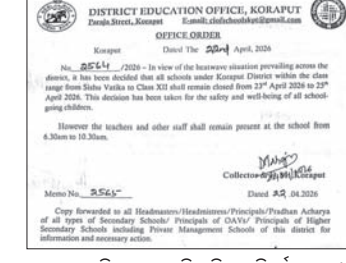 DISTRICT EDUCATION OFFICE, KORAPUT
Paraja Street, Koraput E-mail: chfschoolskpt@gmail.com
OFFICE ORDER
Koraput Dated The 22nd April, 2026
No. 2564 /2026 – In view of the heatwave situation prevailing across the
district, it has been decided that all schools under Koraput District within the class
range from Sishu Vatika to Class XII shall remain closed from 23rd April 2026 to 25th
April 2026. This decision has been taken for the safety and well-being of all school-
going children.
However the teachers and other staff shall remain present at the school from
6.30am to 10.30am.
Collector Koraput
Memo No. 2565 Dated 22.04.2026
Copy forwarded to all Headmasters/Headmistress/Principals/Pradhan Acharya
of all types of Secondary Schools/ Principals of OAVs/ Principals of Higher
Secondary Schools including Private Management Schools of this district for
information and necessary action.